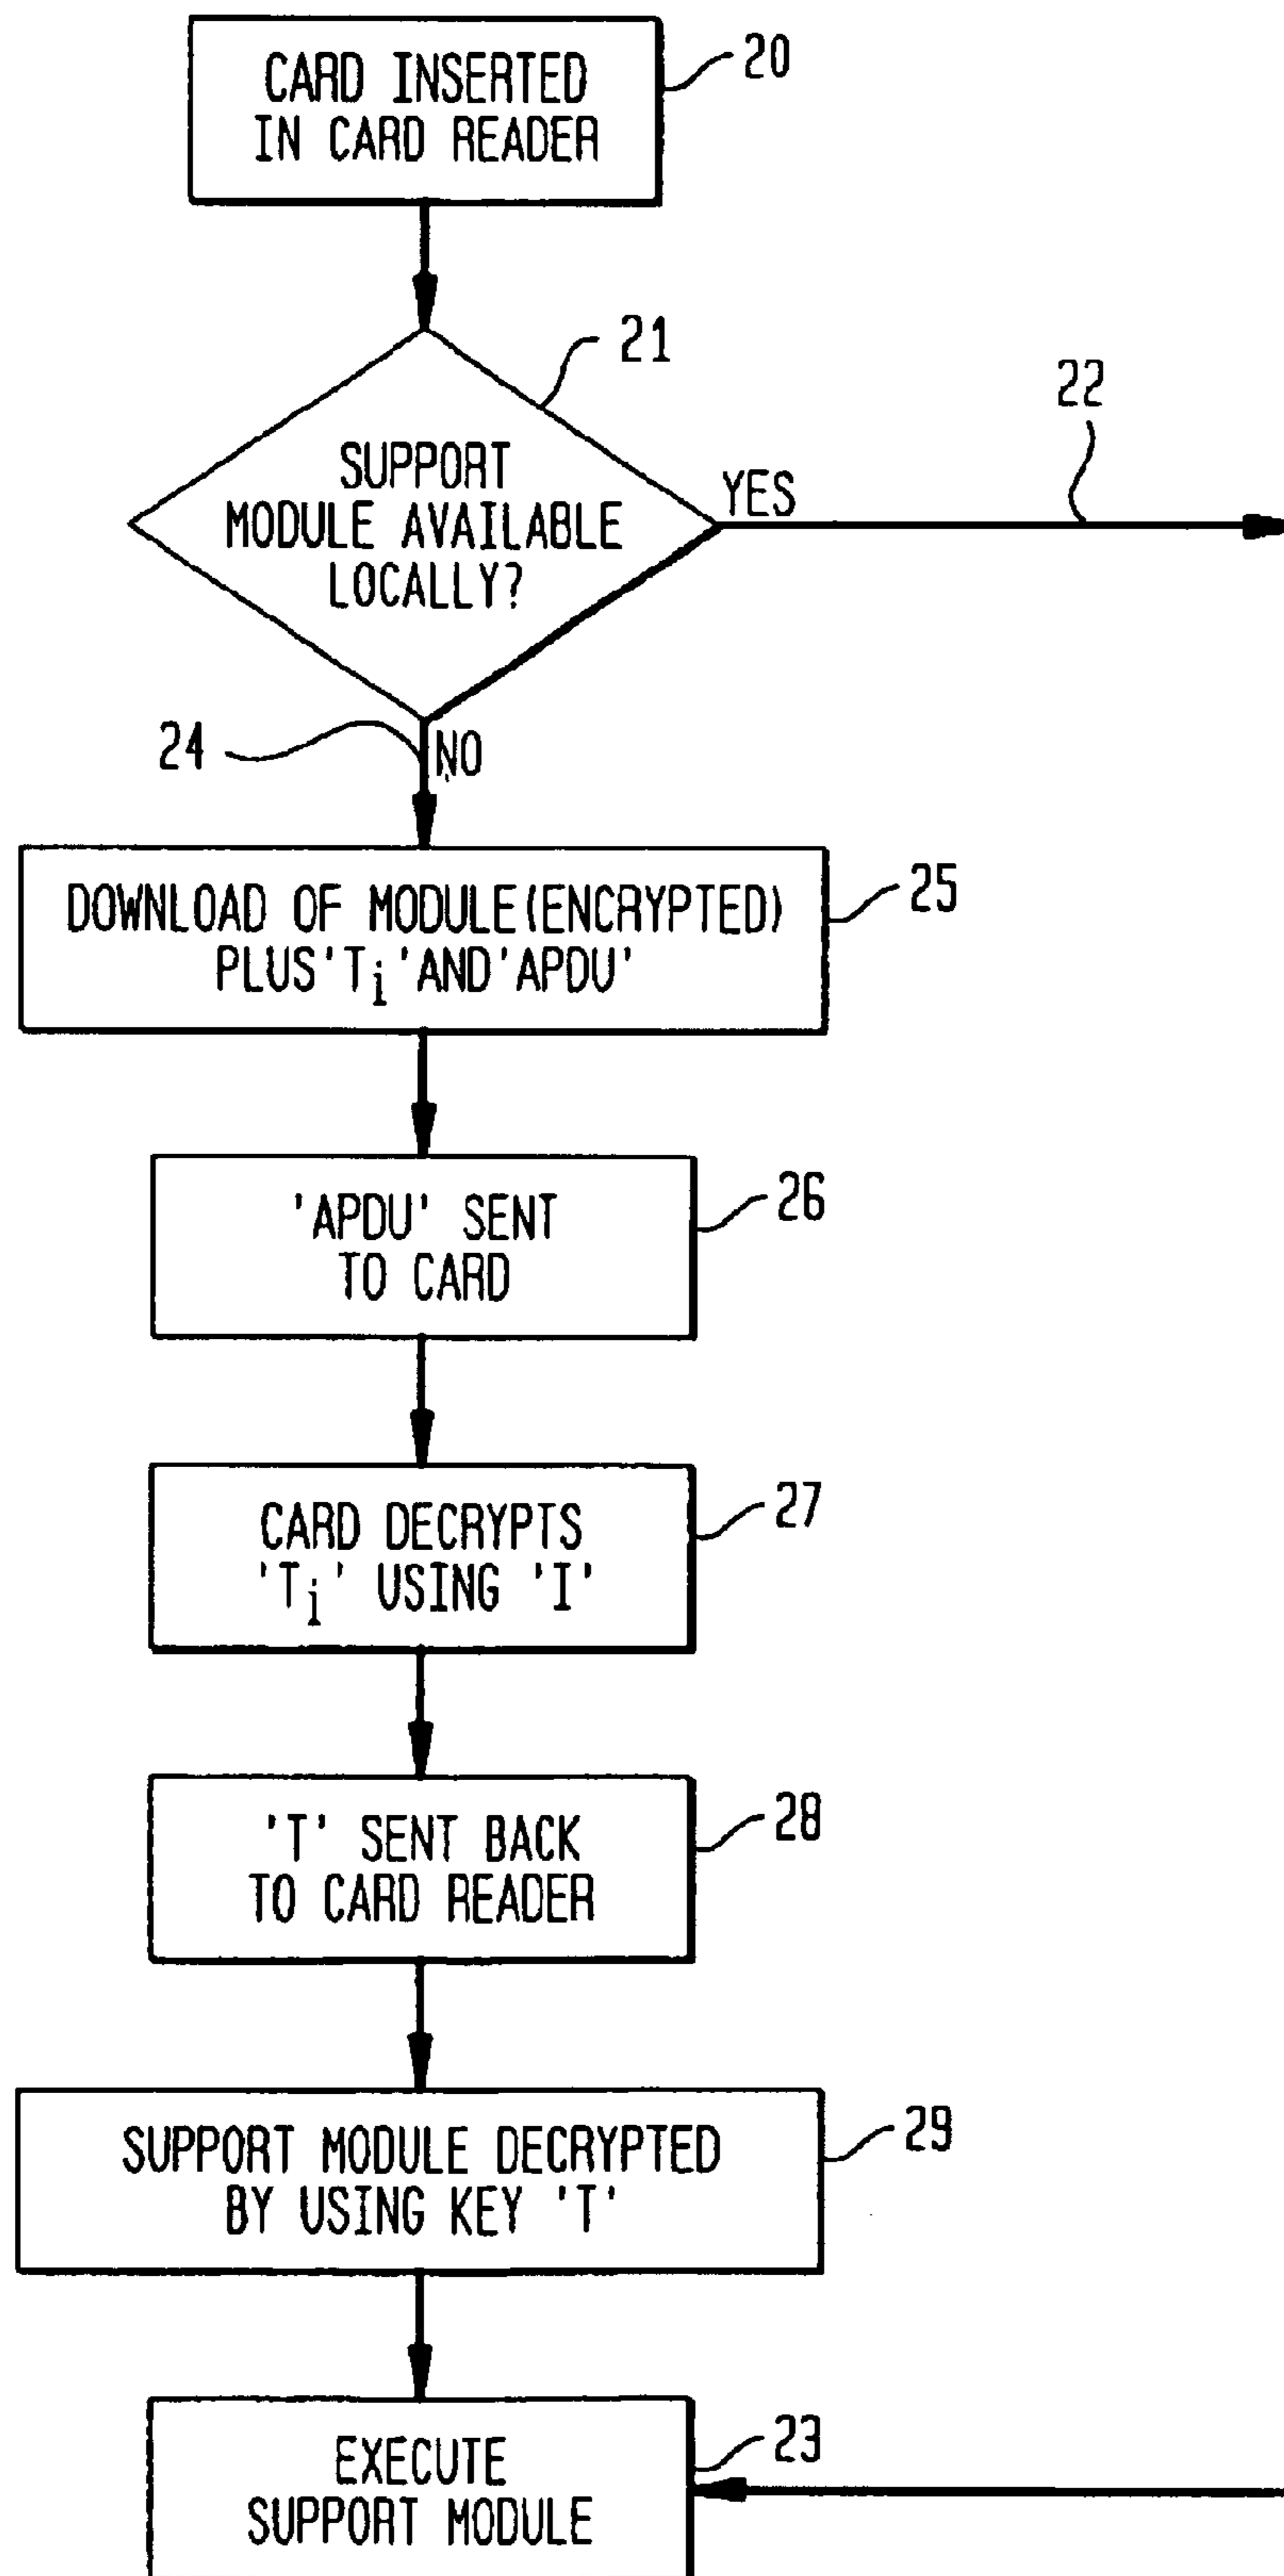 CARD INSERTED
IN CARD READER
20
21
SUPPORT
MODULE AVAILABLE
LOCALLY?
YES
22
24
NO
DOWNLOAD OF MODULE(ENCRYPTED)
PLUS'Ti'AND'APDU'
25
'APDU' SENT
TO CARD
26
CARD DECRYPTS
'Ti' USING 'I'
27
'T' SENT BACK
TO CARD READER
28
SUPPORT MODULE DECRYPTED
BY USING KEY 'T'
29
EXECUTE
SUPPORT MODULE
23